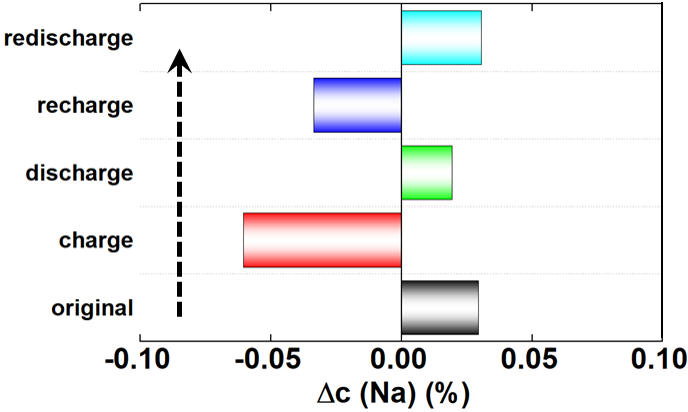 redischarge
recharge
discharge
charge
original
-0.10 -0.05 0.00 0.05 0.10
Δc (Na) (%)